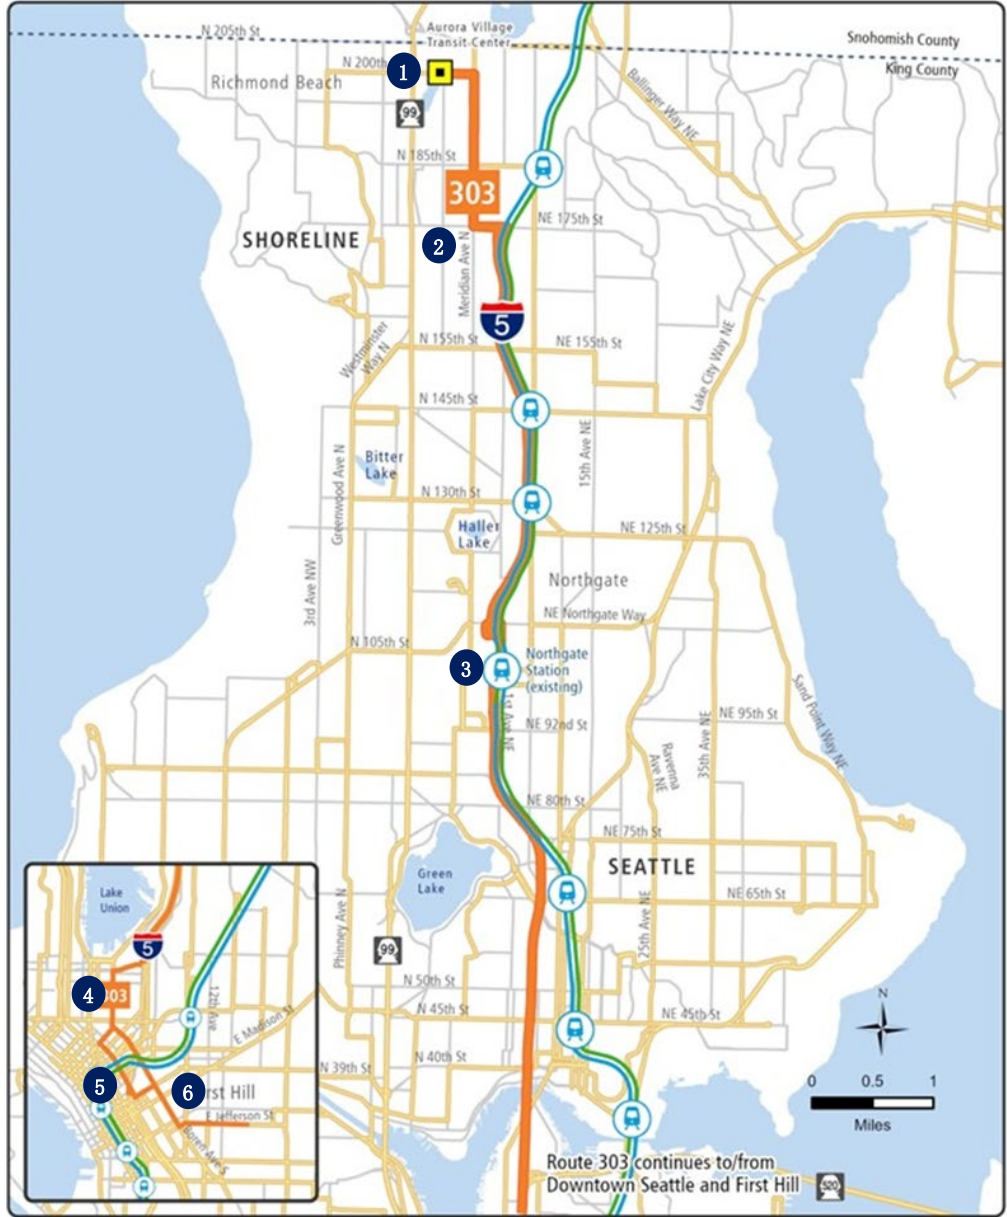 N 205th St
Aurora Village
Transit Center
Snohomish County
King County
1
N 200th
Richmond Beach
99
Ballinger Way NE
N 185th St
303
NE 175th St
SHORELINE
2
Meridian Ave N
5
Westminster
Way N
N 155th St
NE 155th St
Lake City Way NE
N 145th St
15th Ave NE
Greenwood Ave N
Bitter
Lake
N 130th St
NE 125th St
Haller
Lake
3rd Ave NW
Northgate
NE Northgate Way
N 105th St
3
Northgate
Station
(existing)
1st Ave NE
NE 92nd St
NE 95th St
Sand Point Way NE
35th Ave NE
Ravenna
Ave NE
NE 80th St
NE 75th St
SEATTLE
Green
Lake
NE 65th St
25th Ave NE
Phinney Ave N
99
N 50th St
N 45th St
NE 45th St
N 40th St
N 39th St
N
0 0.5 1
Miles
Route 303 continues to/from
Downtown Seattle and First Hill
520
Lake
Union
5
4
303
12th Ave
E Madison St
5
6
rst Hill
E Jefferson St
Boren Ave S